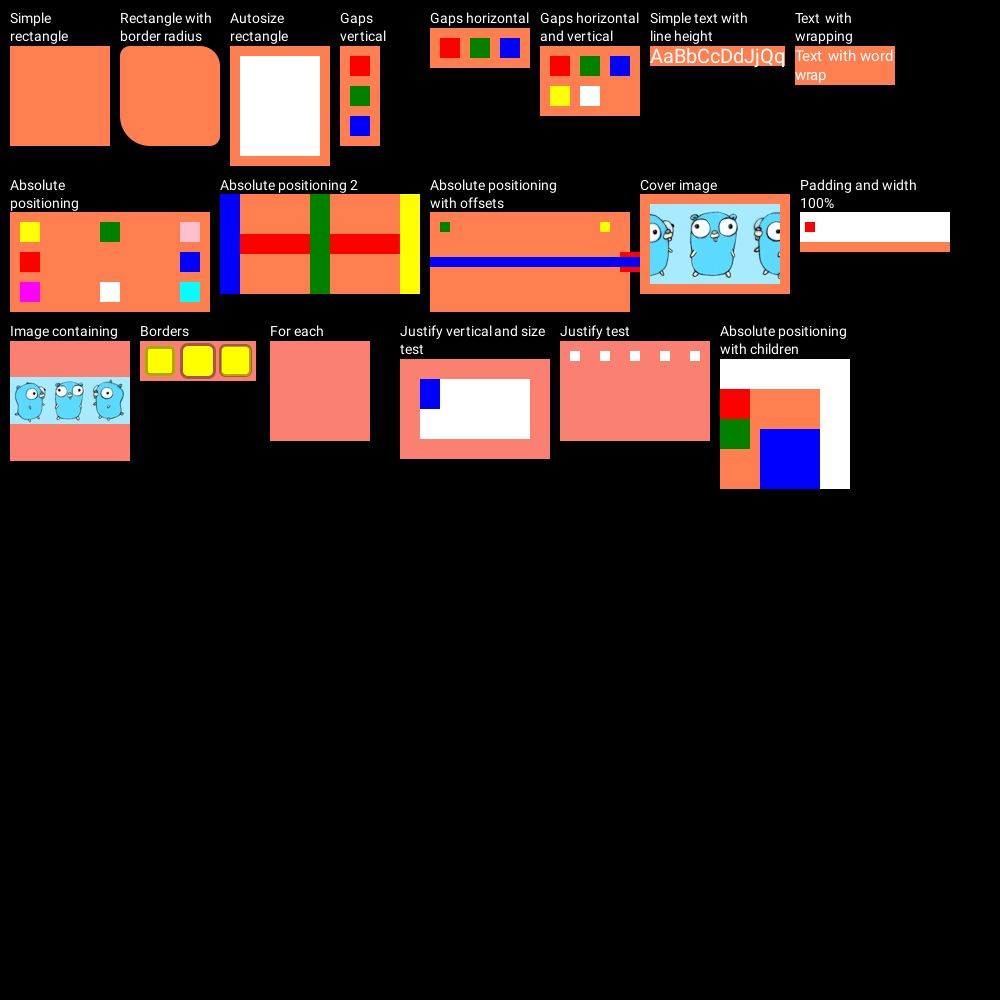 Simple
rectangle
Rectangle with
border radius
Autosize
rectangle
Gaps
vertical
Gaps horizontal
Gaps horizontal
and vertical
Simple text with
line height
AaBbCcDdJjQq
Text with
wrapping
Text with word
wrap
Absolute
positioning
Absolute positioning 2
Absolute positioning
with offsets
Cover image
Padding and width
100%
Image containing
Borders
For each
Justify vertical and size
test
Justify test
Absolute positioning
with children